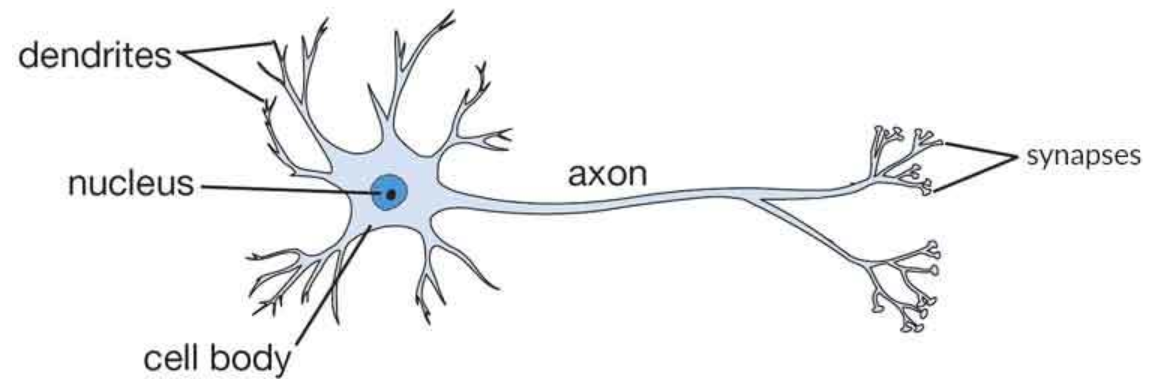 dendrites
nucleus
axon
synapses
cell body